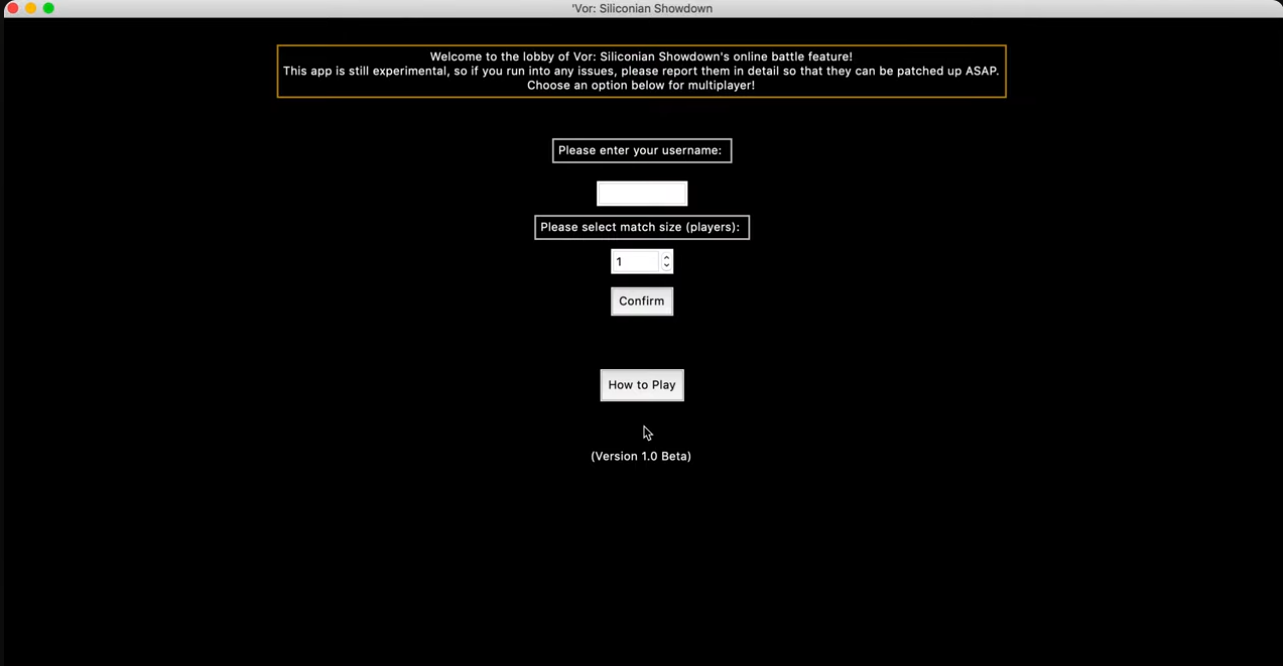 'Vor: Siliconian Showdown
Welcome to the lobby of Vor: Siliconian Showdown's online battle feature!
This app is still experimental, so if you run into any issues, please report them in detail so that they can be patched up ASAP.
Choose an option below for multiplayer!
Please enter your username:
Please select match size (players):
1
Confirm
How to Play
(Version 1.0 Beta)